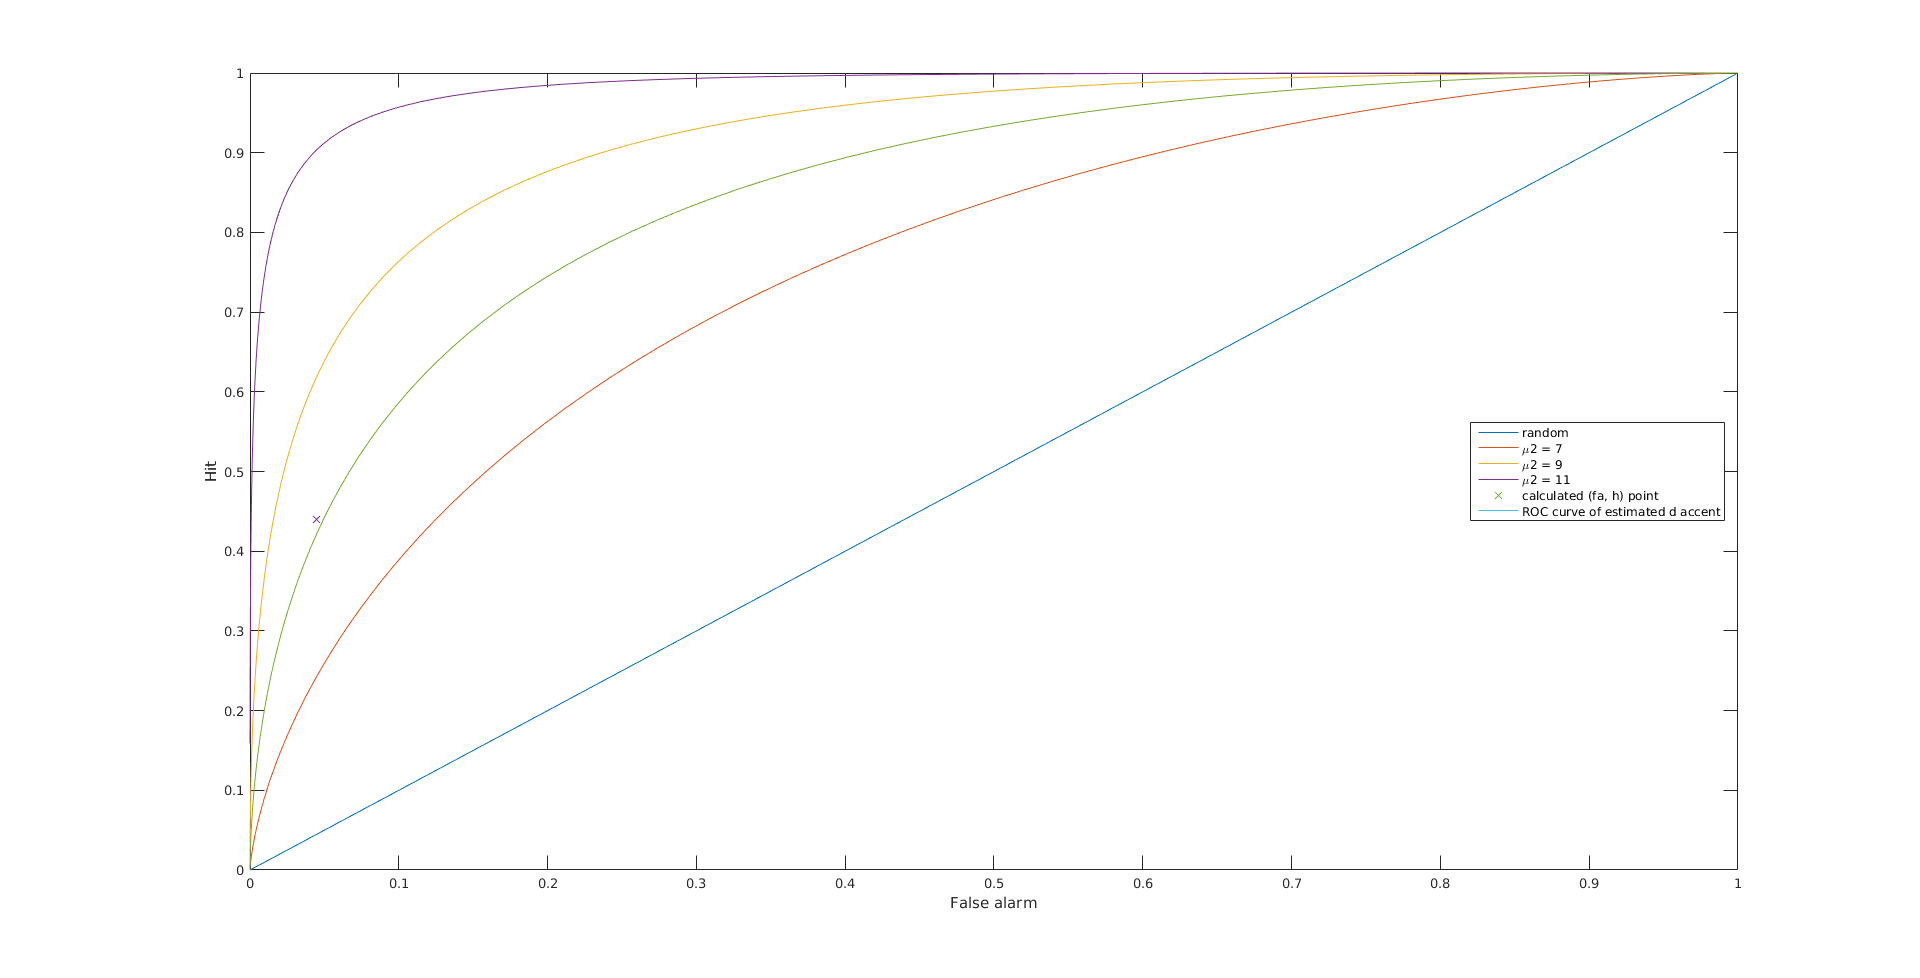 1
0.9
0.8
0.7
0.6
0.5
0.4
0.3
0.2
0.1
0
Hit
random
μ2 = 7
μ2 = 9
μ2 = 11
calculated (fa, h) point
ROC curve of estimated d accent
0 0.1 0.2 0.3 0.4 0.5 0.6 0.7 0.8 0.9 1
False alarm